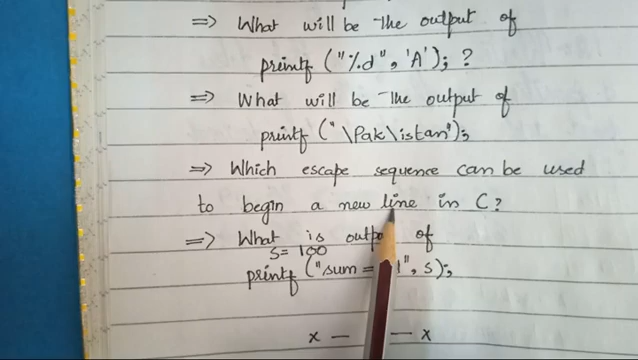 => What will be the output of
printf ("%d", 'A'); ?
=> What will be the output of
printf ("\Pak\istan");
=> Which escape sequence can be used
to begin a new line in C?
=> What is of
S= 100
printf ("sum = ", s);
x — — x